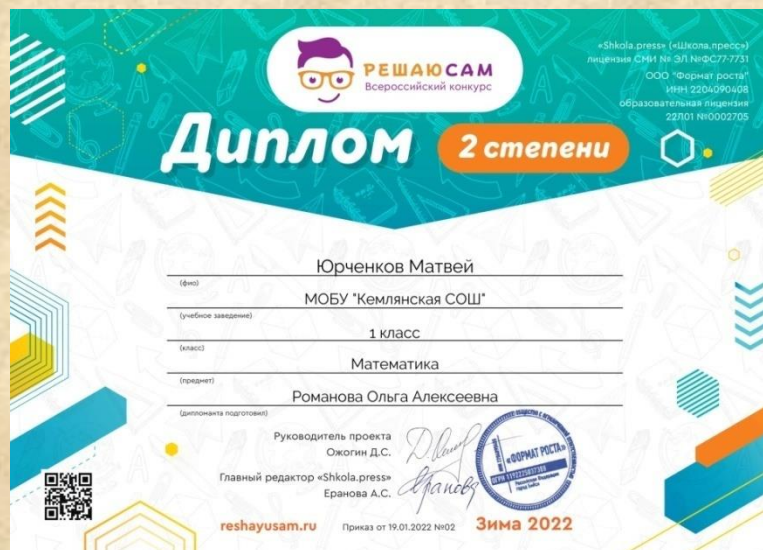 РЕШАЮСАМ
Всероссийский конкурс
«Shkola.press» («Школа.пресс»)
лицензия СМИ № ЭЛ №ФС77-7731
ООО "Формат роста"
ИНН 2204090408
образовательная лицензия
22Л01 №0002705
Диплом
2 степени
Юрченков Матвей
(фио)
МОБУ "Кемлянская СОШ"
(учебное заведение)
1 класс
(класс)
Математика
(предмет)
Романова Ольга Алексеевна
(дипломанта подготовил)
Руководитель проекта
Ожогин Д.С.
Главный редактор «Shkola.press»
Еранова А.С.
«ФОРМАТ РОСТА»
reshayusam.ru
Приказ от 19.01.2022 №02
Зима 2022